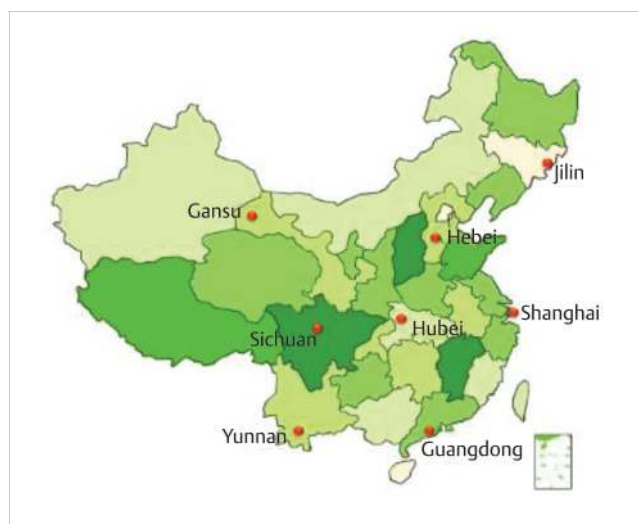 Jilin
Gansu
Hebei
Shanghai
Hubei
Sichuan
Yunnan
Guangdong